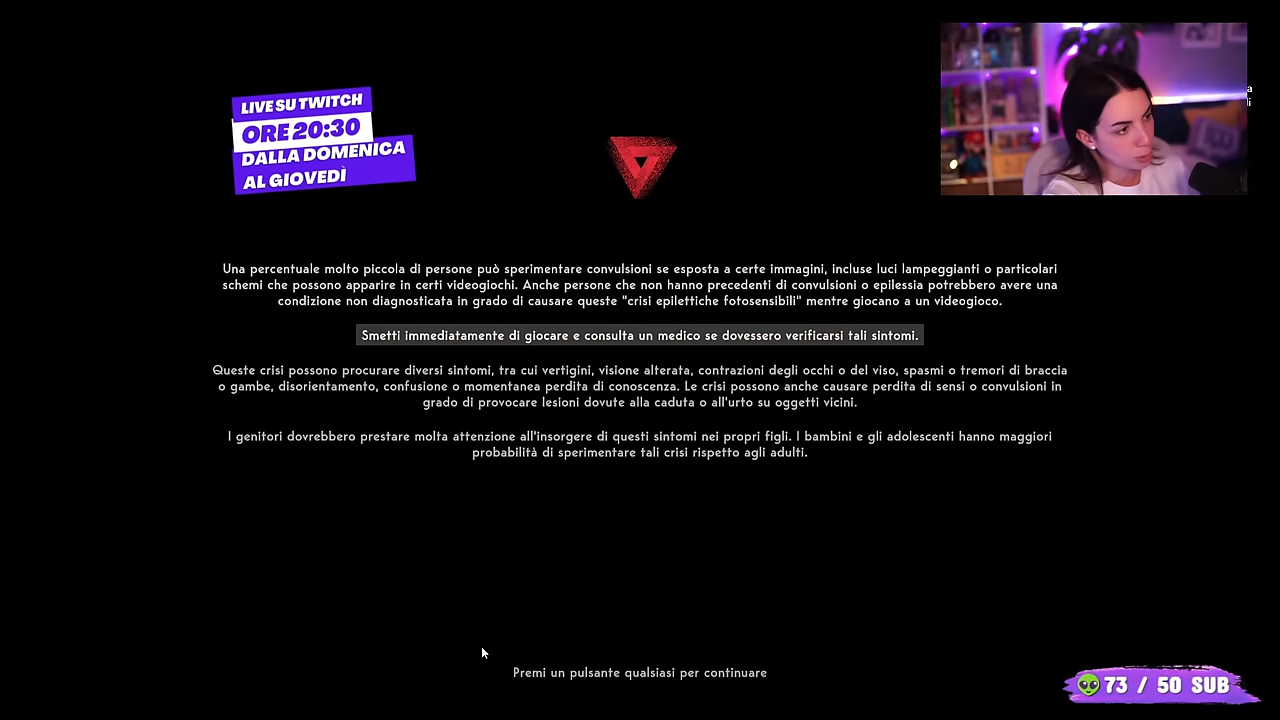 LIVE SU TWITCH
ORE 20:30
DALLA DOMENICA
AL GIOVEDÌ
Una percentuale molto piccola di persone può sperimentare convulsioni se esposta a certe immagini, incluse luci lampeggianti o particolari
schemi che possono apparire in certi videogiochi. Anche persone che non hanno precedenti di convulsioni o epilessia potrebbero avere una
condizione non diagnosticata in grado di causare queste "crisi epilettiche fotosensibili" mentre giocano a un videogioco.
Smetti immediatamente di giocare e consulta un medico se dovessero verificarsi tali sintomi.
Queste crisi possono procurare diversi sintomi, tra cui vertigini, visione alterata, contrazioni degli occhi o del viso, spasmi o tremori di braccia
o gambe, disorientamento, confusione o momentanea perdita di conoscenza. Le crisi possono anche causare perdita di sensi o convulsioni in
grado di provocare lesioni dovute alla caduta o all'urto su oggetti vicini.
I genitori dovrebbero prestare molta attenzione all'insorgere di questi sintomi nei propri figli. I bambini e gli adolescenti hanno maggiori
probabilità di sperimentare tali crisi rispetto agli adulti.
Premi un pulsante qualsiasi per continuare
73 / 50 SUB